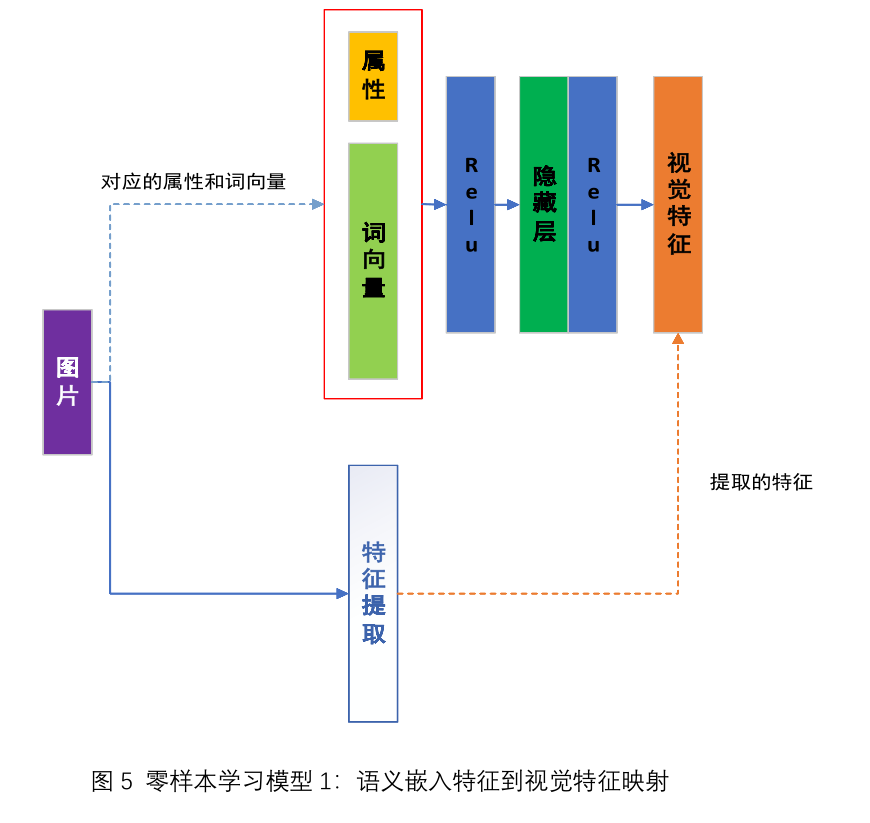 属性
对应的属性和词向量
词向量
Relu
隐藏层
Relu
视觉特征
图片
提取的特征
特征提取
图 5 零样本学习模型 1：语义嵌入特征到视觉特征映射